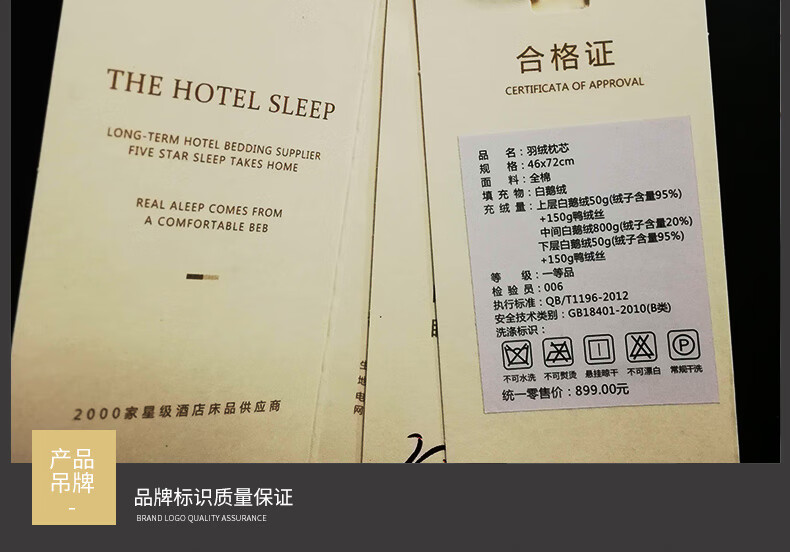 THE HOTEL SLEEP
LONG-TERM HOTEL BEDDING SUPPLIER
FIVE STAR SLEEP TAKES HOME
REAL ALEEP COMES FROM
A COMFORTABLE BEB
2000家星级酒店床品供应商
生
地
电
网
合格证
CERTIFICATA OF APPROVAL
品 名：羽绒枕芯
规 格：46x72cm
面 料：全棉
填 充 物：白鹅绒
充 绒 量：上层白鹅绒50g(绒子含量95%)
+150g鸭绒丝
中间白鹅绒800g(绒子含量20%)
下层白鹅绒50g(绒子含量95%)
+150g鸭绒丝
等 级：一等品
检 验 员：006
执行标准：QB/T1196-2012
安全技术类别：GB18401-2010(B类)
洗涤标识：
P
不可水洗 不可熨烫 悬挂晾干 不可漂白 常规干洗
统一零售价：899.00元
产品
吊牌
-
品牌标识质量保证
BRAND LOGO QUALITY ASSURANCE